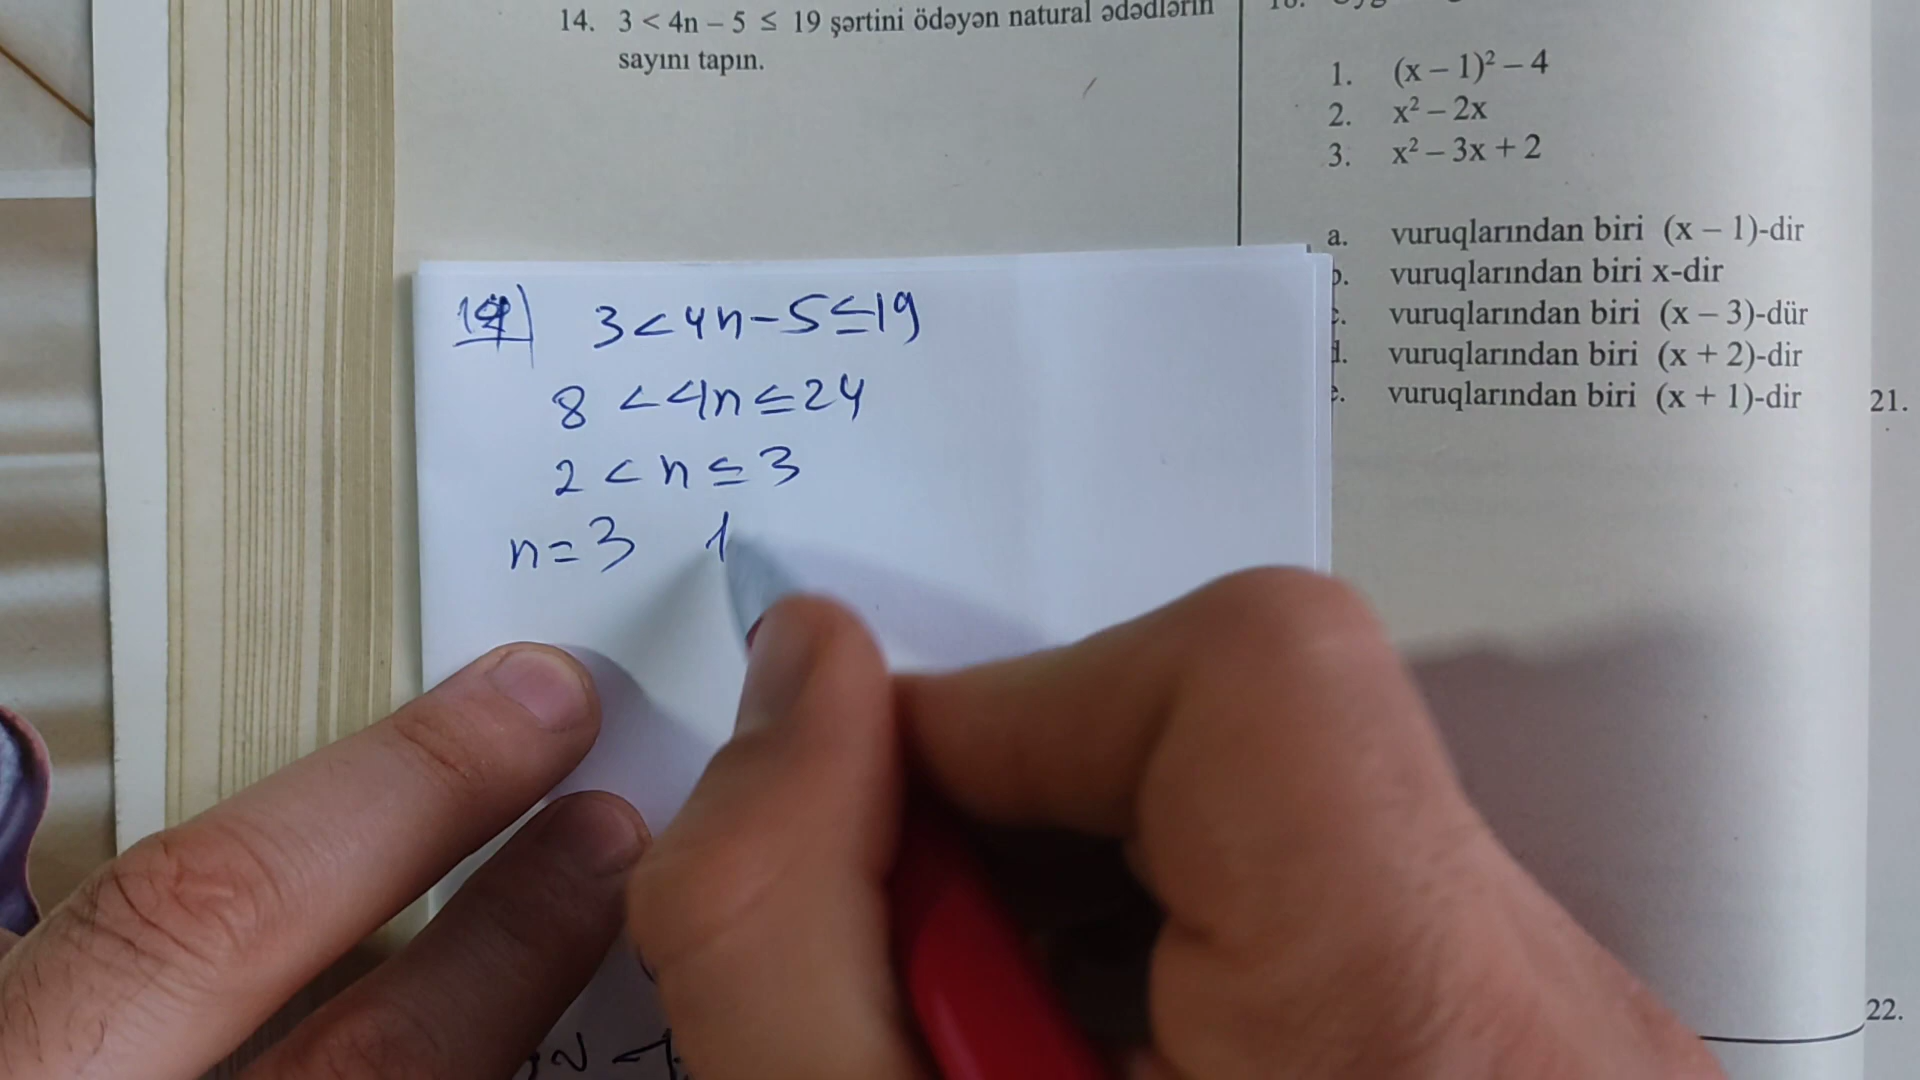 14. 3 < 4n – 5 ≤ 19 şərtini ödəyən natural ədədlərin
sayını tapın.
14) 3<4n-5≤19
8 <4n≤24
2 < n ≤ 3
n=3 1
1. (x – 1)² – 4
2. x² – 2x
3. x² – 3x + 2
a. vuruqlarından biri (x – 1)-dir
b. vuruqlarından biri x-dir
c. vuruqlarından biri (x – 3)-dür
d. vuruqlarından biri (x + 2)-dir
e. vuruqlarından biri (x + 1)-dir
21.
22.